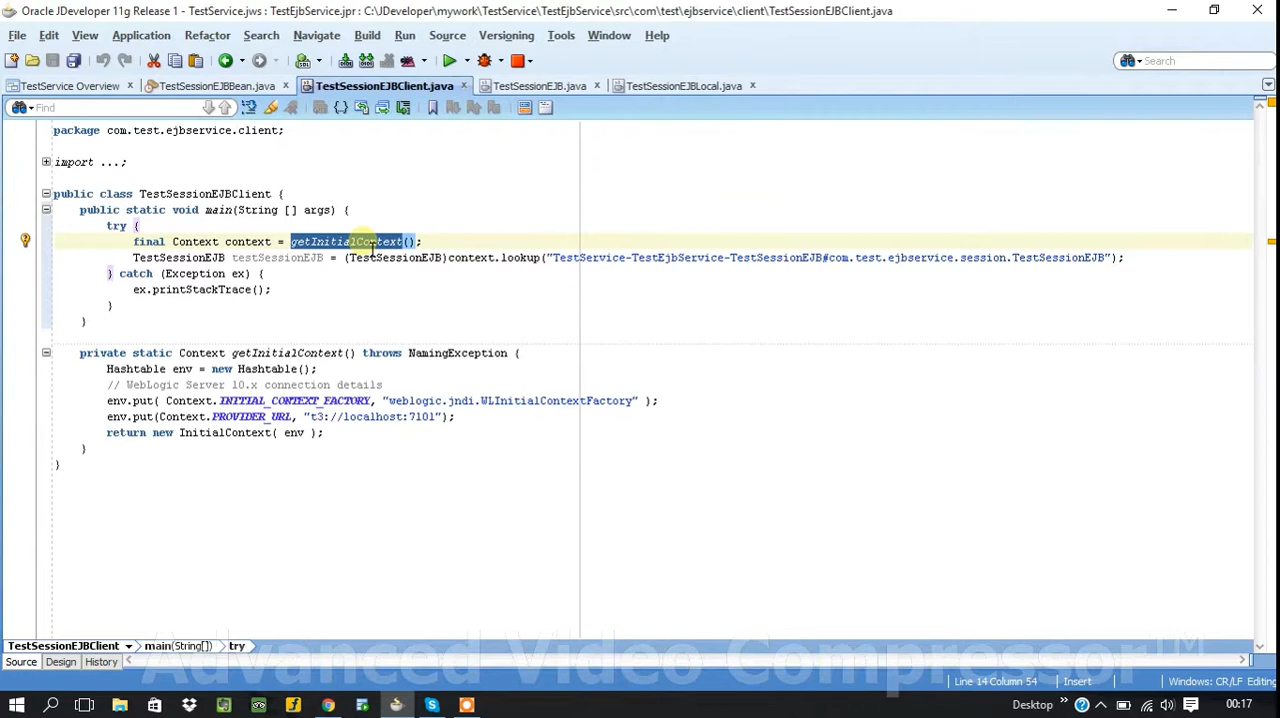 Oracle JDeveloper 11g Release 1 - TestService.jws : TestEjbService.jpr : C:\JDeveloper\mywork\TestService\TestEjbService\src\com\test\ejbservice\client\TestSessionEJBClient.java
File Edit View Application Refactor Search Navigate Build Run Source Versioning Tools Window Help
Search
TestService Overview TestSessionEJBBean.java TestSessionEJBClient.java TestSessionEJB.java TestSessionEJBLocal.java
Find
package com.test.ejbservice.client;
import ...;
public class TestSessionEJBClient {
public static void main(String [] args) {
try {
final Context context = getInitialContext();
TestSessionEJB testSessionEJB = (TestSessionEJB)context.lookup("TestService-TestEjbService-TestSessionEJB#com.test.ejbservice.session.TestSessionEJB");
} catch (Exception ex) {
ex.printStackTrace();
}
}
private static Context getInitialContext() throws NamingException {
Hashtable env = new Hashtable();
// WebLogic Server 10.x connection details
env.put( Context.INITIAL_CONTEXT_FACTORY, "weblogic.jndi.WLInitialContextFactory" );
env.put(Context.PROVIDER_URL, "t3://localhost:7101");
return new InitialContext( env );
}
}
TestSessionEJBClient main(String[]) try
Source Design History
Advanced Video Compressor™
Line 14 Column 54 Insert Windows: CR/LF Editing
Desktop 00:17